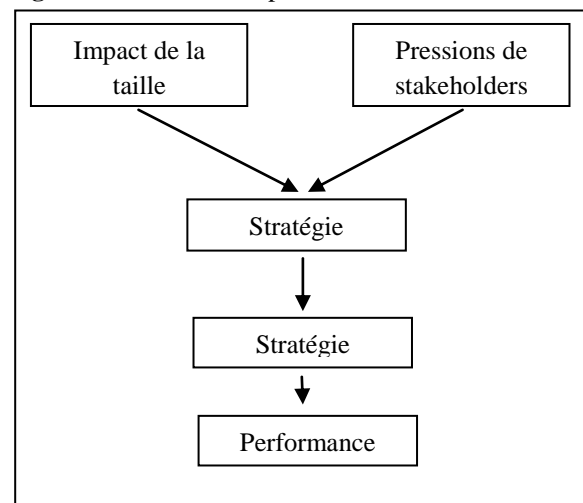 Impact de la
taille
Pressions de
stakeholders
Stratégie
Stratégie
Performance